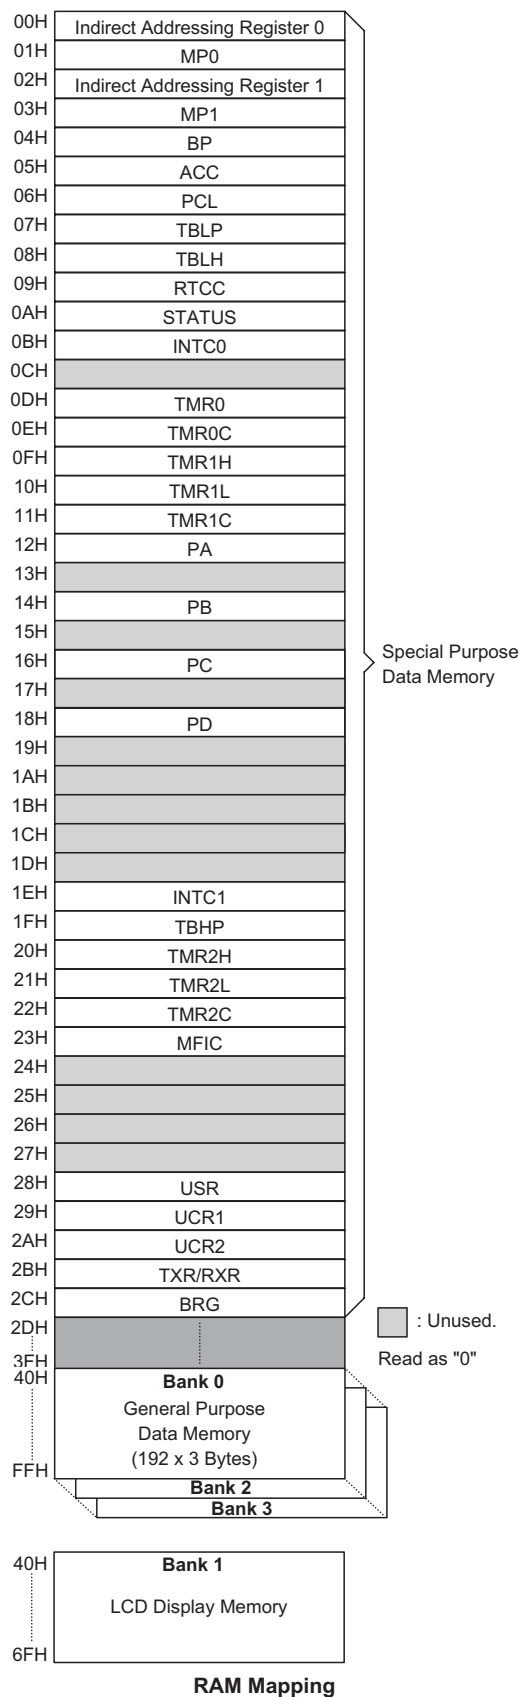 00H Indirect Addressing Register 0
01H MP0
02H Indirect Addressing Register 1
03H MP1
04H BP
05H ACC
06H PCL
07H TBLP
08H TBLH
09H RTCC
0AH STATUS
0BH INTC0
0CH
0DH TMR0
0EH TMR0C
0FH TMR1H
10H TMR1L
11H TMR1C
12H PA
13H
14H PB
15H
16H PC
17H
18H PD
19H
1AH
1BH
1CH
1DH
1EH INTC1
1FH TBHP
20H TMR2H
21H TMR2L
22H TMR2C
23H MFIC
24H
25H
26H
27H
28H USR
29H UCR1
2AH UCR2
2BH TXR/RXR
2CH BRG
2DH
3FH
Special Purpose
Data Memory
: Unused.
Read as "0"
40H Bank 0
General Purpose
Data Memory
(192 x 3 Bytes)
FFH
Bank 2
Bank 3
40H Bank 1
LCD Display Memory
6FH
RAM Mapping